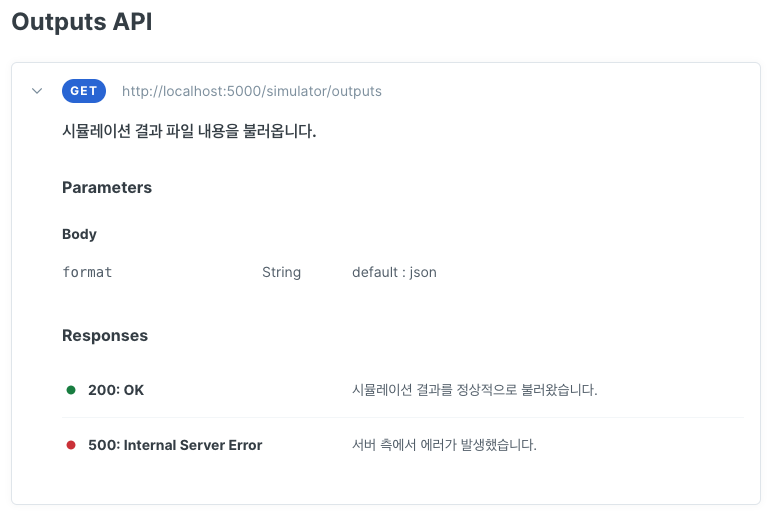 Outputs API
GET http://localhost:5000/simulator/outputs
시뮬레이션 결과 파일 내용을 불러옵니다.
Parameters
Body
format String default : json
Responses
200: OK 시뮬레이션 결과를 정상적으로 불러왔습니다.
500: Internal Server Error 서버 측에서 에러가 발생했습니다.